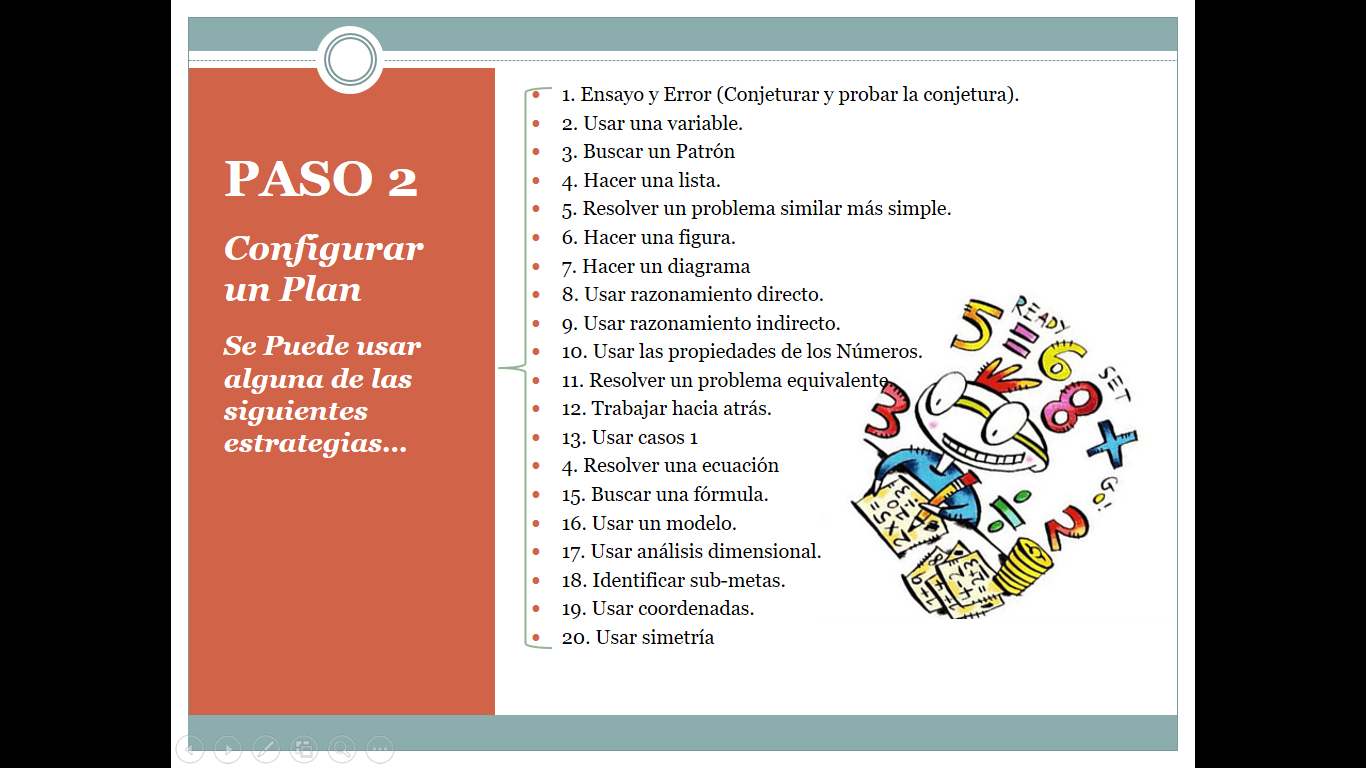 PASO 2
Configurar
un Plan
Se Puede usar
alguna de las
siguientes
estrategias...
• 1. Ensayo y Error (Conjeturar y probar la conjetura).
• 2. Usar una variable.
• 3. Buscar un Patrón
• 4. Hacer una lista.
• 5. Resolver un problema similar más simple.
• 6. Hacer una figura.
• 7. Hacer un diagrama
• 8. Usar razonamiento directo.
• 9. Usar razonamiento indirecto.
• 10. Usar las propiedades de los Números.
• 11. Resolver un problema equivalente.
• 12. Trabajar hacia atrás.
• 13. Usar casos 1
• 4. Resolver una ecuación
• 15. Buscar una fórmula.
• 16. Usar un modelo.
• 17. Usar análisis dimensional.
• 18. Identificar sub-metas.
• 19. Usar coordenadas.
• 20. Usar simetría
READY
SET
GO!
5 = 6
3
8
+
÷
2